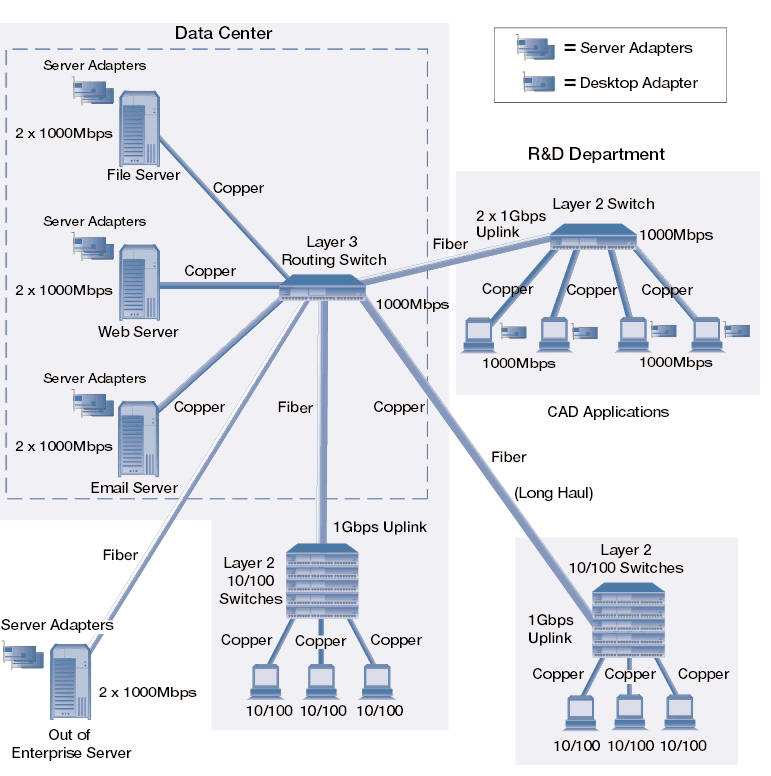 Data Center
Server Adapters
2 x 1000Mbps
File Server
Copper
Server Adapters
2 x 1000Mbps
Web Server
Copper
Layer 3
Routing Switch
1000Mbps
Server Adapters
2 x 1000Mbps
Email Server
Copper
Fiber
Copper
= Server Adapters
= Desktop Adapter
R&D Department
2 x 1Gbps
Uplink
Fiber
Layer 2 Switch
1000Mbps
Copper
Copper
Copper
1000Mbps
1000Mbps
CAD Applications
Fiber
(Long Haul)
Fiber
Server Adapters
2 x 1000Mbps
Out of
Enterprise Server
1Gbps Uplink
Layer 2
10/100
Switches
Copper
Copper
Copper
10/100
10/100
10/100
Layer 2
10/100 Switches
1Gbps
Uplink
Copper
Copper
Copper
10/100
10/100
10/100